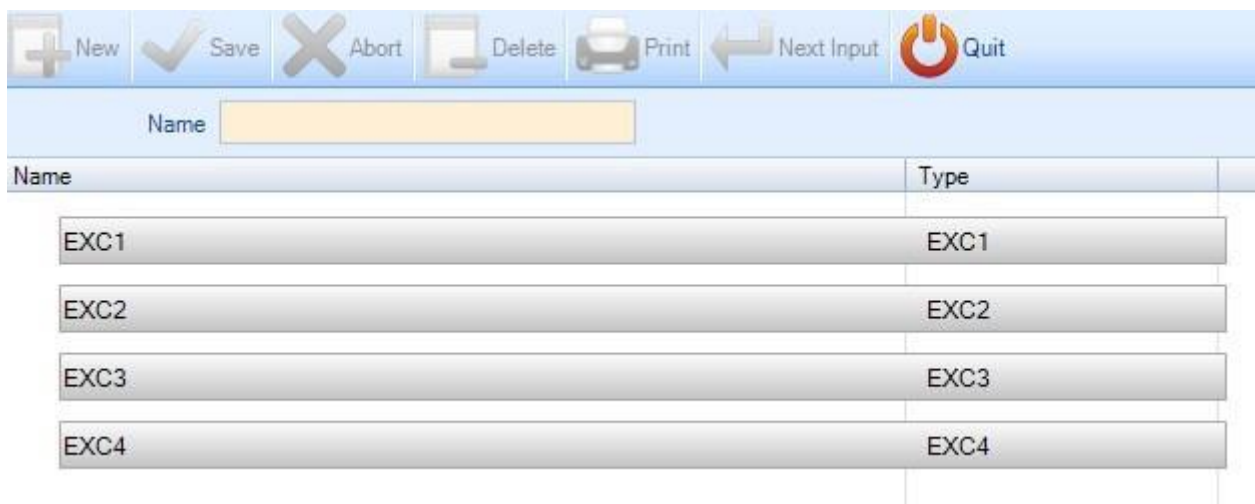 New Save Abort Delete Print Next Input Quit
Name
Name Type
EXC1 EXC1
EXC2 EXC2
EXC3 EXC3
EXC4 EXC4